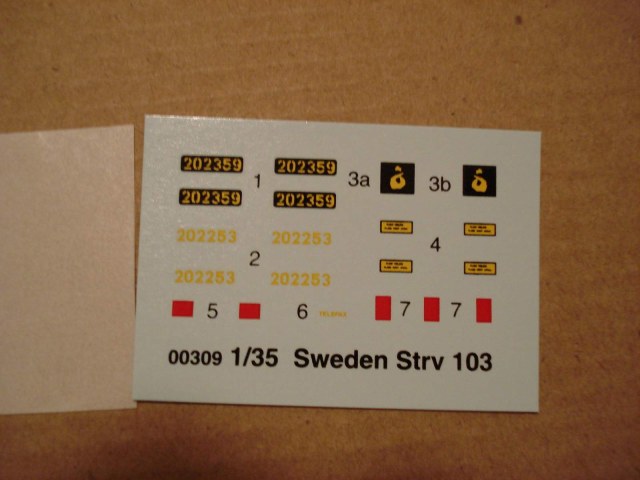 202359 1 202359 3a 3b
202359 202359
202253 202253 4
2
202253 202253
5 6 TELEFAX 7 7
00309 1/35 Sweden Strv 103